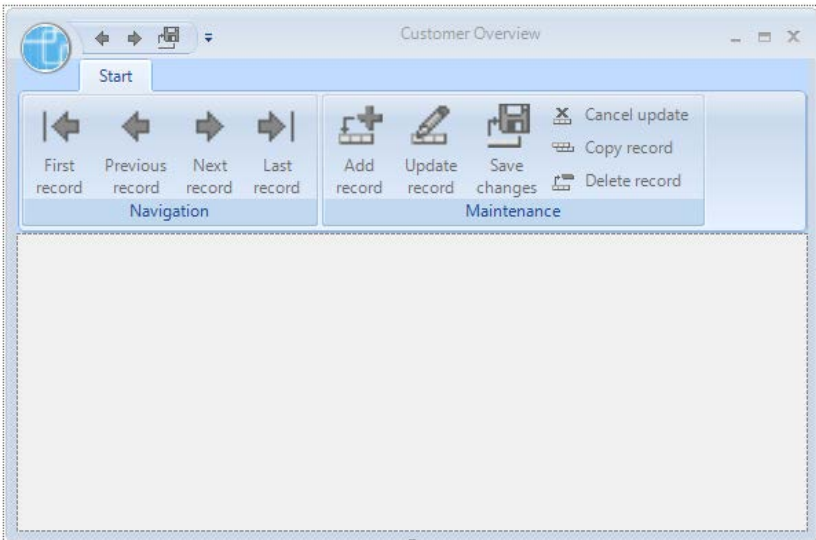 Customer Overview
Start
First record
Previous record
Next record
Last record
Add record
Update record
Save changes
Cancel update
Copy record
Delete record
Navigation
Maintenance